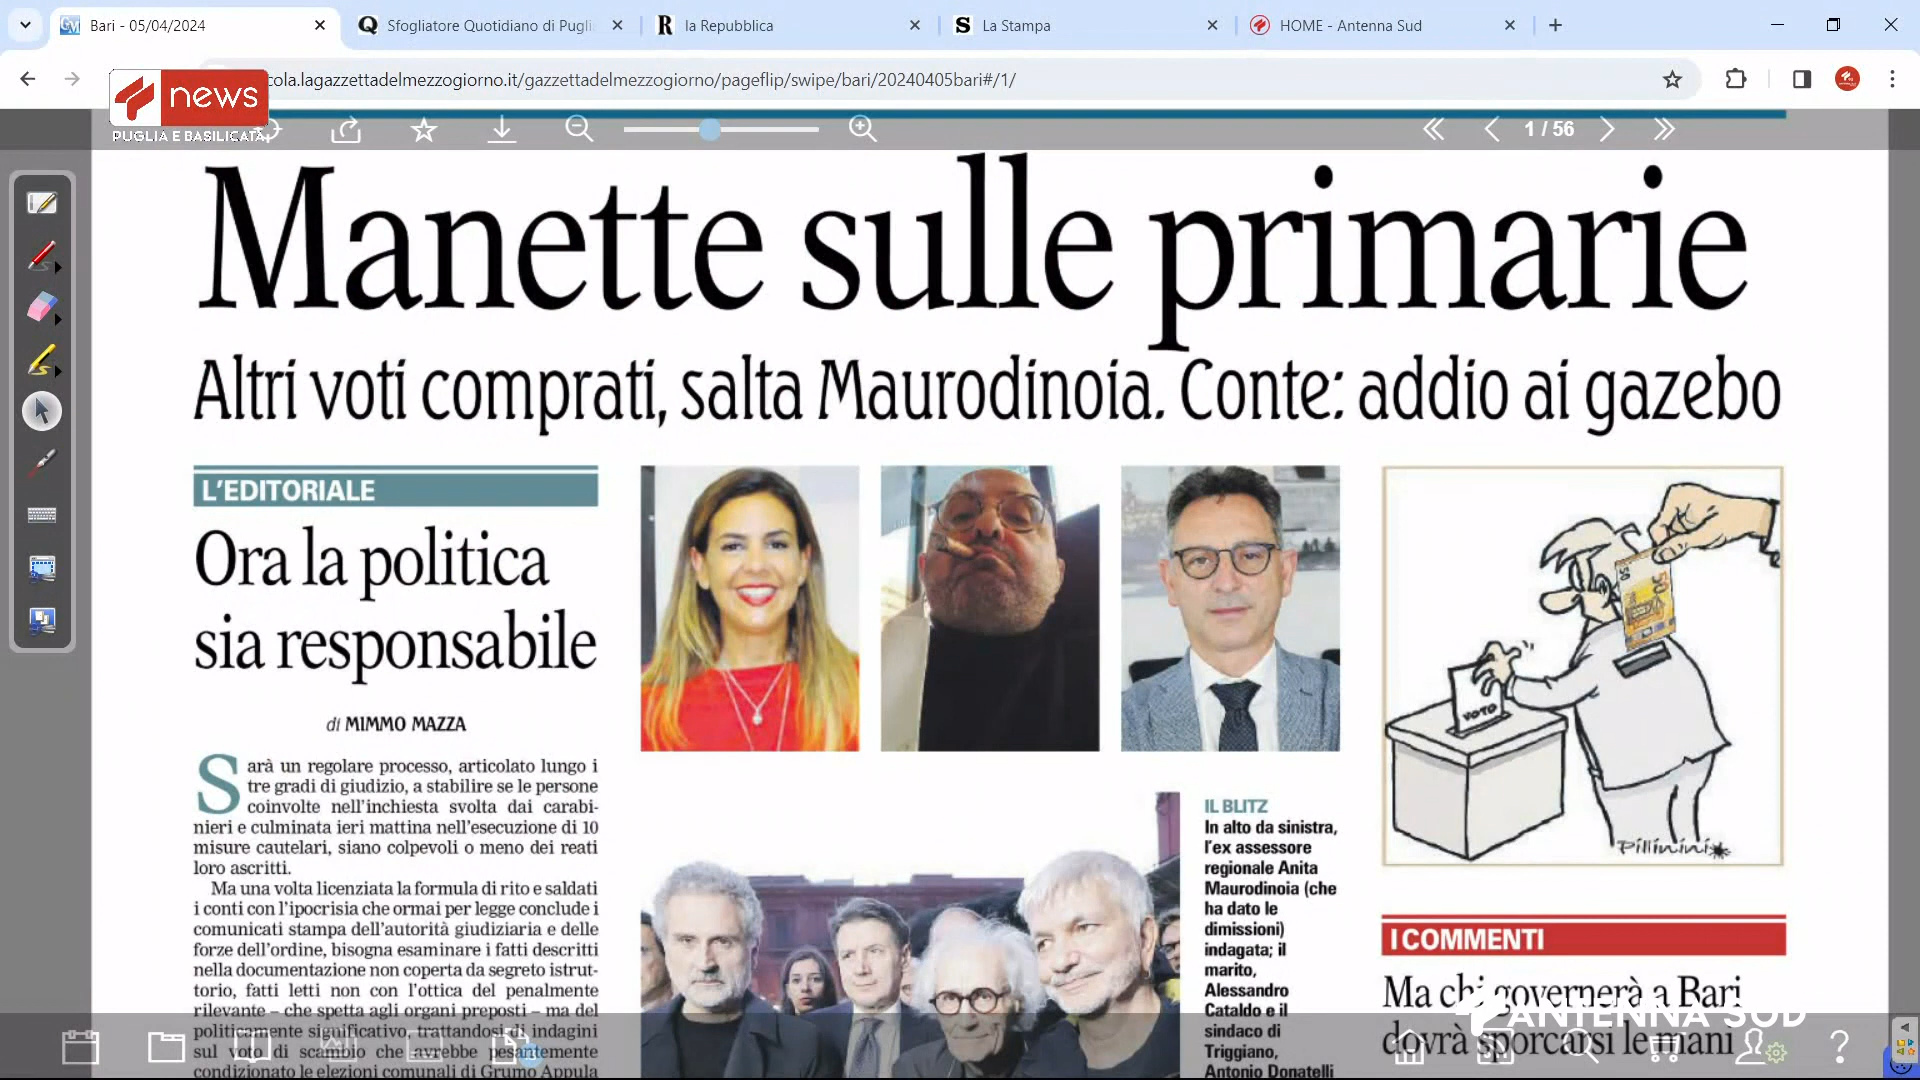 Bari - 05/04/2024
Sfogliatore Quotidiano di Pugli
la Repubblica
La Stampa
HOME - Antenna Sud
cola.lagazzettadelmezzogiorno.it/gazzettadelmezzogiorno/pageflip/swipe/bari/20240405bari#/1/
news
PUGLIA E BASILICATA
1 / 56
Manette sulle primarie
Altri voti comprati, salta Maurodinoia. Conte: addio ai gazebo
L'EDITORIALE
Ora la politica
sia responsabile
di MIMMO MAZZA
Sarà un regolare processo, articolato lungo i
tre gradi di giudizio, a stabilire se le persone
coinvolte nell'inchiesta svolta dai carabi-
nieri e culminata ieri mattina nell'esecuzione di 10
misure cautelari, siano colpevoli o meno dei reati
loro ascritti.
Ma una volta licenziata la formula di rito e saldati
i conti con l'ipocrisia che ormai per legge conclude i
comunicati stampa dell'autorità giudiziaria e delle
forze dell'ordine, bisogna esaminare i fatti descritti
nella documentazione non coperta da segreto istrut-
torio, fatti letti non con l'ottica del penalmente
rilevante – che spetta agli organi preposti – ma del
politicamente significativo, trattandosi di indagini
sul voto di scambio che avrebbe pesantemente
condizionato le elezioni comunali di Grumo Appula
IL BLITZ
In alto da sinistra,
l'ex assessore
regionale Anita
Maurodinoia (che
ha dato le
dimissioni)
indagata; il
marito,
Alessandro
Cataldo e il
sindaco di
Triggiano,
Antonio Donatelli
50
50
VOTO
Pillinini
I COMMENTI
Ma chi governerà a Bari
dovrà sporcarsi le mani
ANTENNA SUD